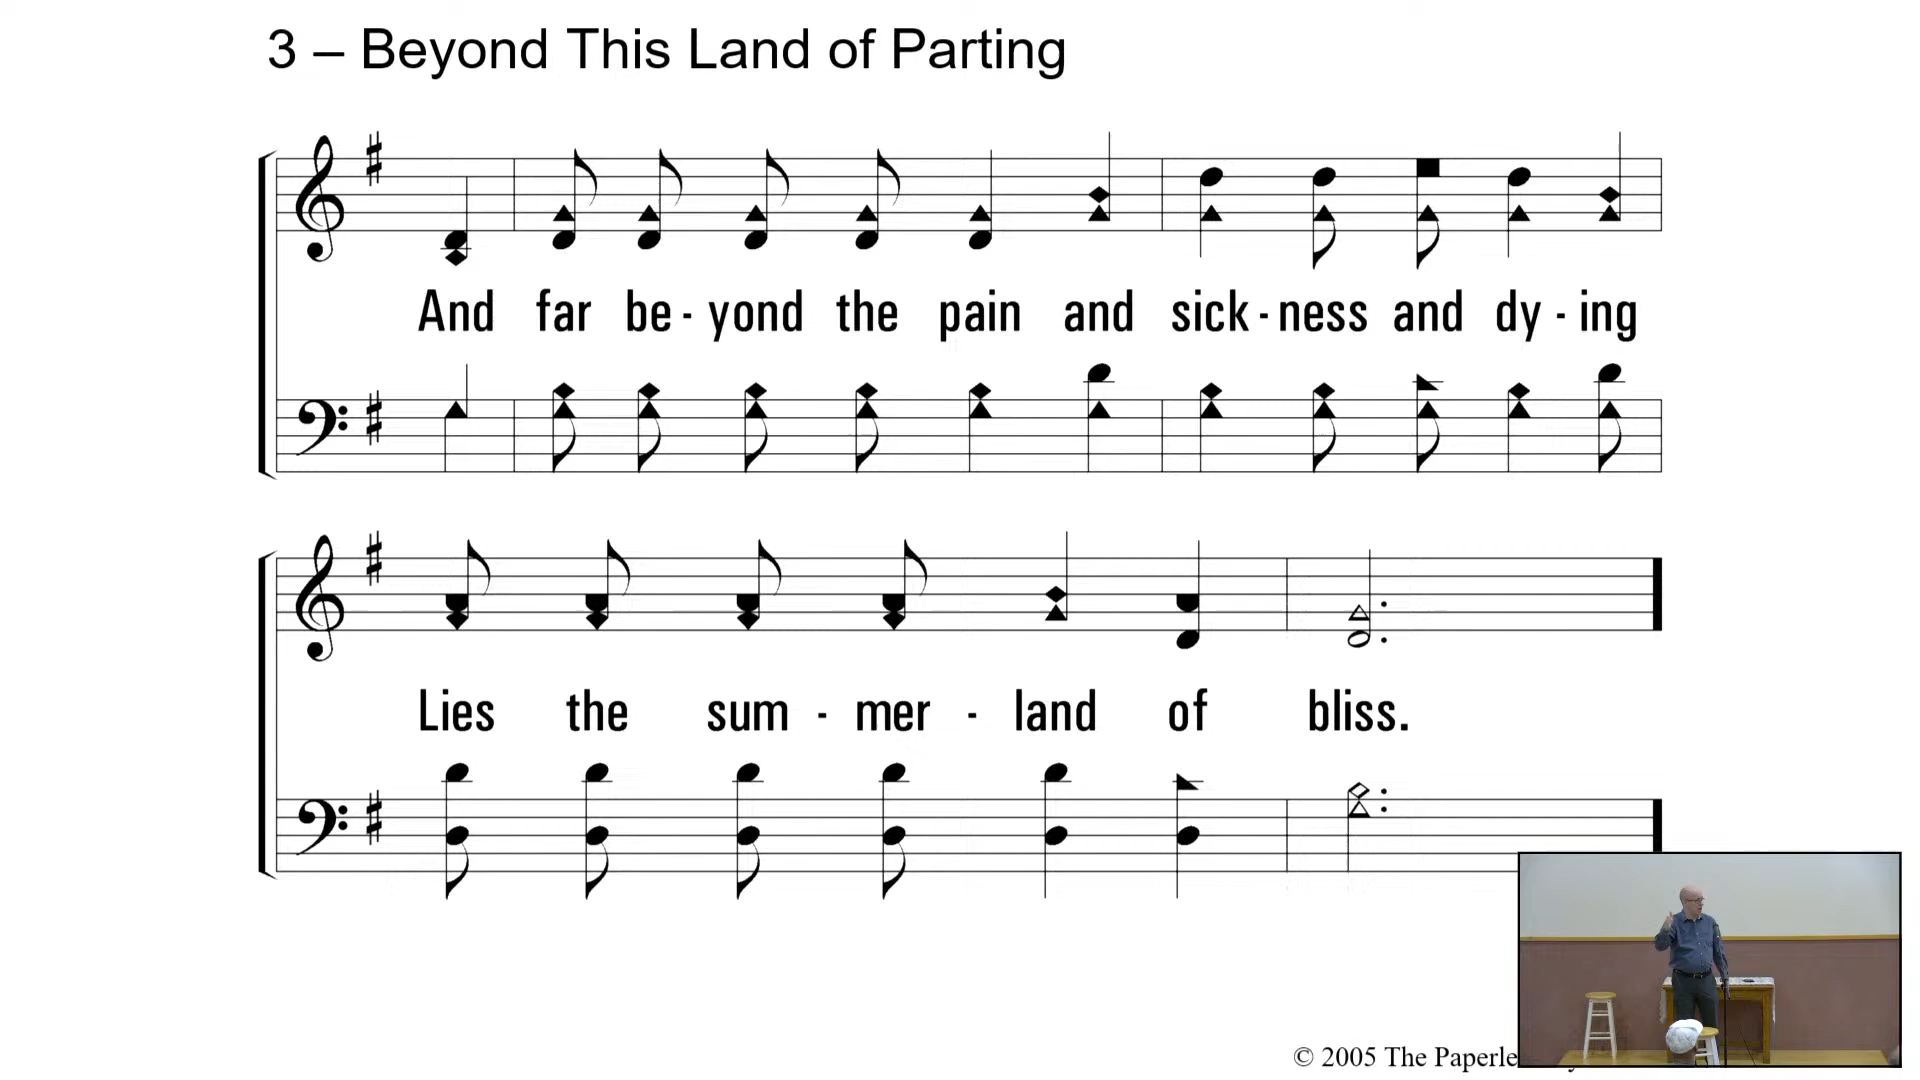 3 – Beyond This Land of Parting
And far be - yond the pain and sick - ness and dy - ing
Lies the sum - mer - land of bliss.
© 2005 The